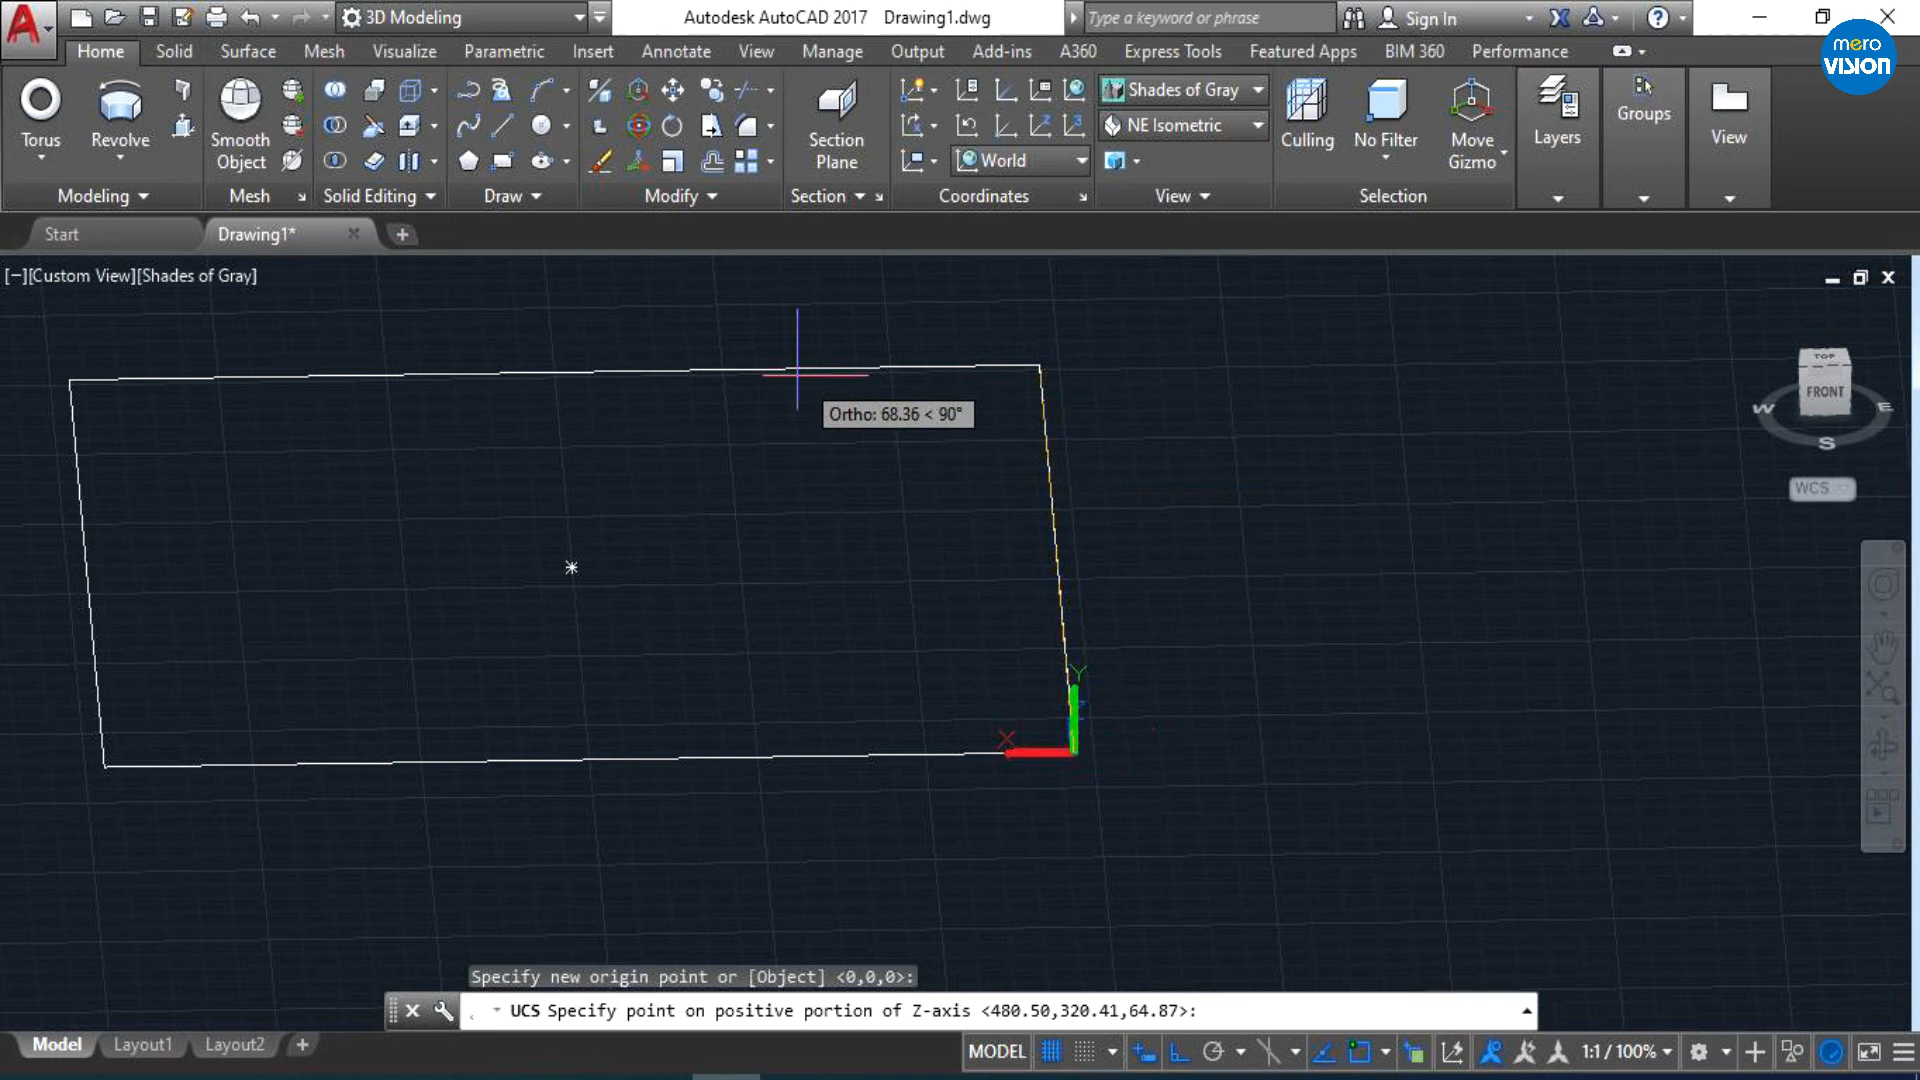 3D Modeling
Autodesk AutoCAD 2017 Drawing1.dwg
Type a keyword or phrase
Sign In
mero
VISION
Home Solid Surface Mesh Parametric Visualize Insert Annotate View Manage Output Add-ins A360 Express Tools Featured Apps BIM 360 Performance
Torus
Revolve
Smooth
Object
Section
Plane
World
Shades of Gray
NE Isometric
Culling
No Filter
Move
Gizmo
Layers
Groups
View
Modeling Mesh Solid Editing Draw Modify Section Coordinates View Selection
Start Drawing1* +
[−][Custom View][Shades of Gray]
Ortho: 68.36 < 90°
TOP
FRONT
W
E
S
WCS
Y
Z
X
Specify new origin point or [Object] <0,0,0>:
UCS Specify point on positive portion of Z-axis <480.50,320.41,64.87>:
Model Layout1 Layout2 +
MODEL 1:1 / 100%